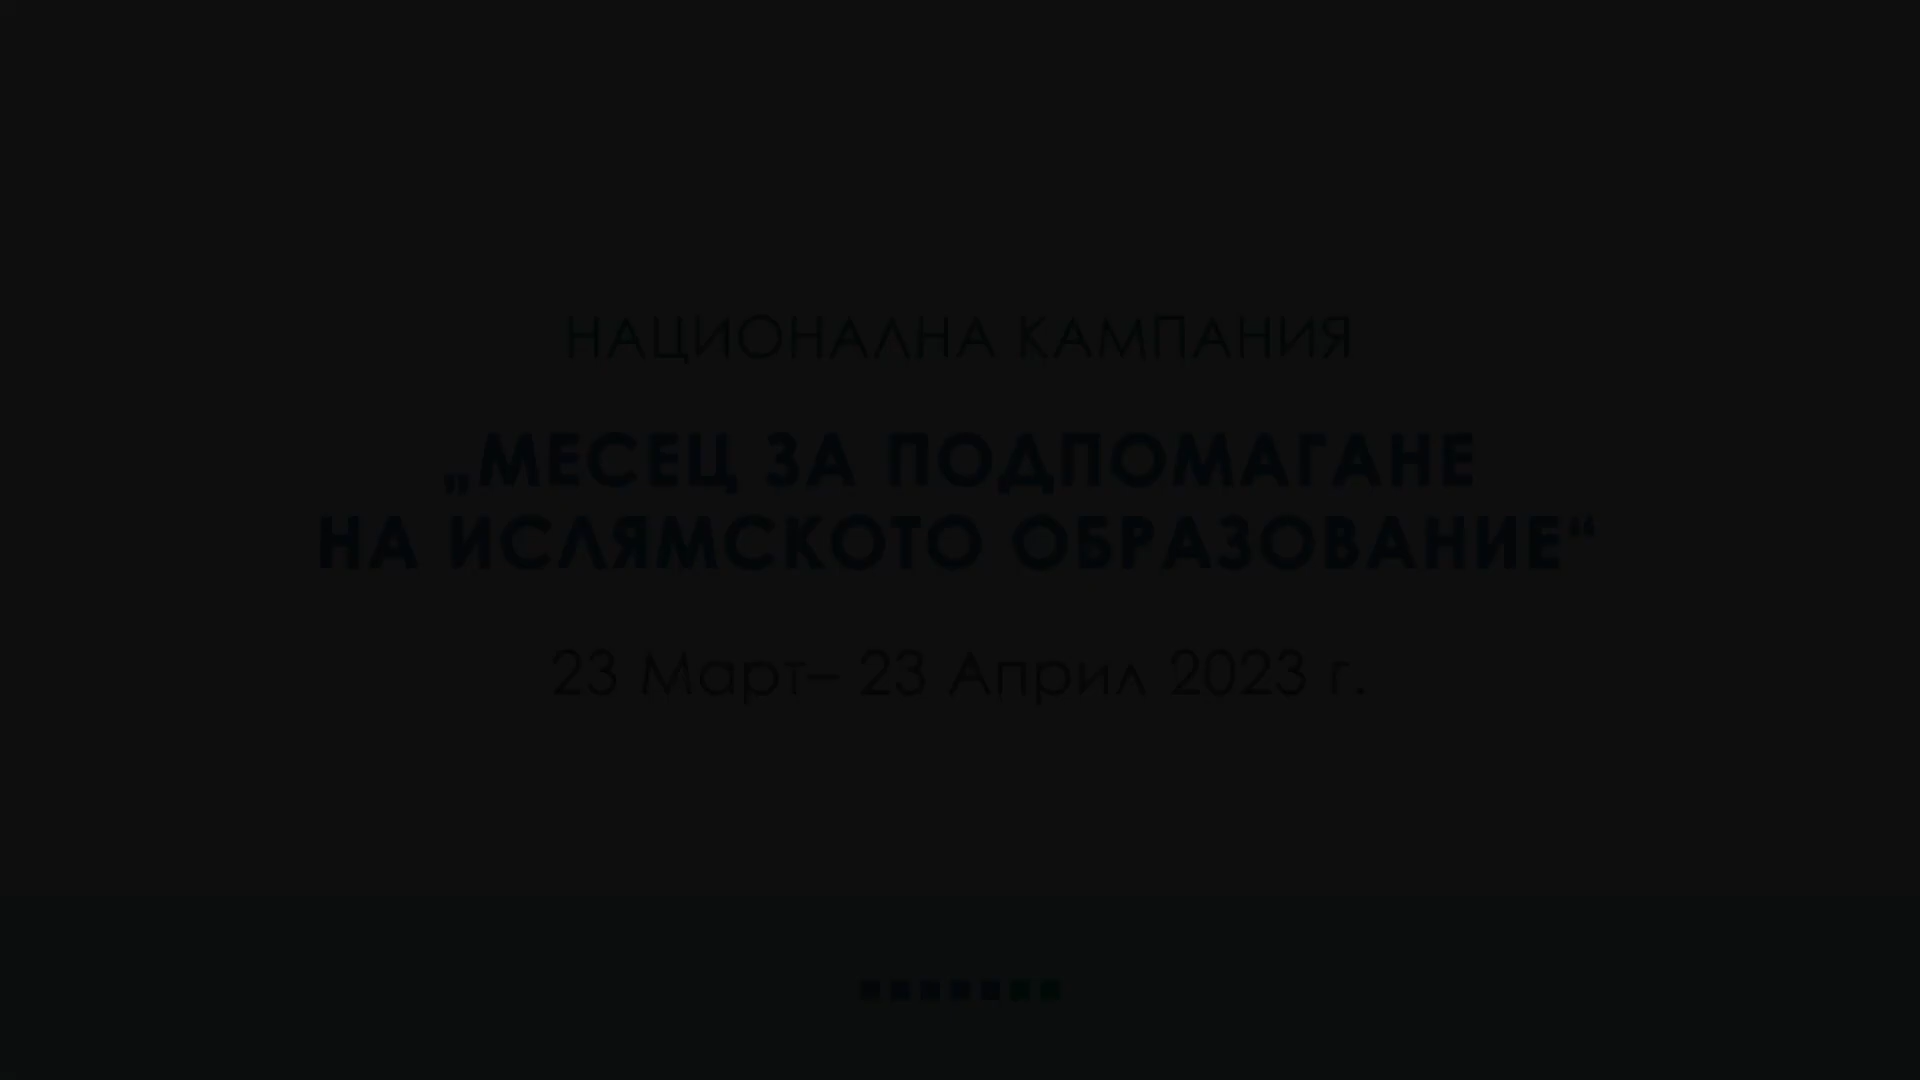 НАЦИОНАЛНА КАМПАНИЯ
„МЕСЕЦ ЗА ПОДПОМАГАНЕ
НА ИСЛЯМСКОТО ОБРАЗОВАНИЕ“
23 Март– 23 Април 2023 г.